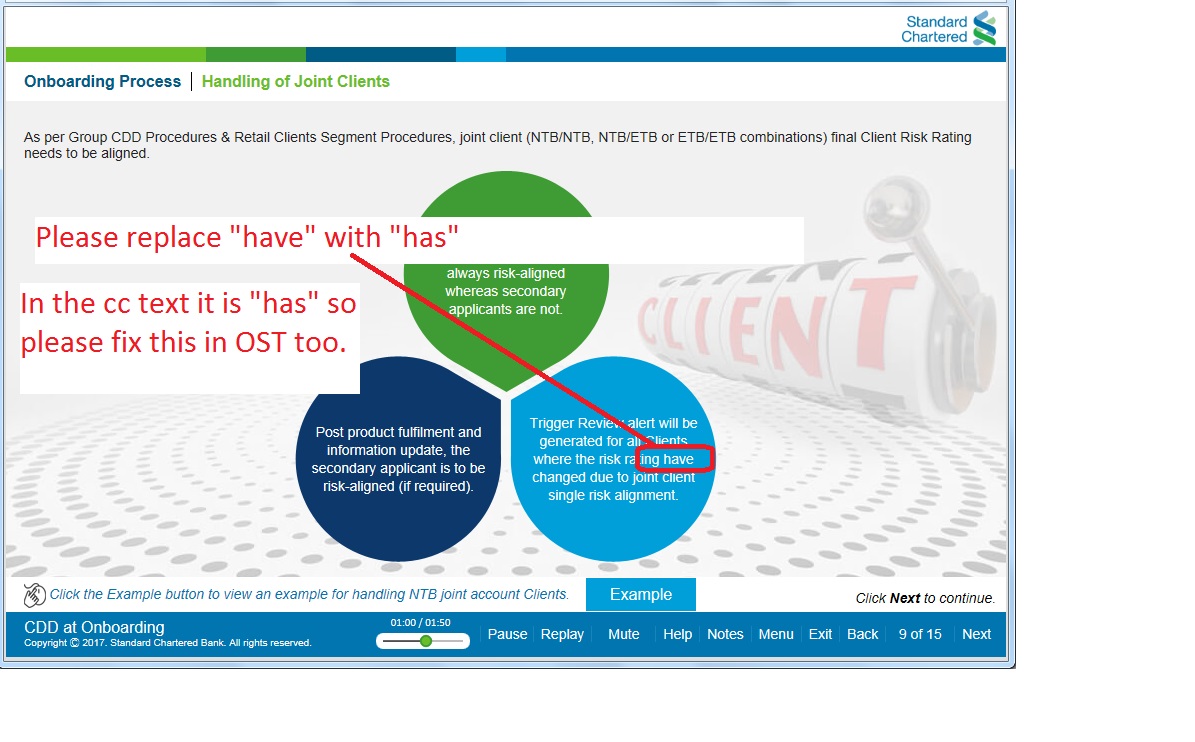 Standard
Chartered
Onboarding Process | Handling of Joint Clients
As per Group CDD Procedures & Retail Clients Segment Procedures, joint client (NTB/NTB, NTB/ETB or ETB/ETB combinations) final Client Risk Rating
needs to be aligned.
Please replace "have" with "has"
always risk-aligned
whereas secondary
applicants are not.
In the cc text it is "has" so
please fix this in OST too.
CLIENT
Post product fulfilment and
information update, the
secondary applicant is to be
risk-aligned (if required).
Trigger Review alert will be
generated for all Clients
where the risk rating have
changed due to joint client
single risk alignment.
Click the Example button to view an example for handling NTB joint account Clients.
Example
Click Next to continue.
CDD at Onboarding
Copyright © 2017. Standard Chartered Bank. All rights reserved.
01:00 / 01:50
Pause Replay Mute Help Notes Menu Exit Back 9 of 15 Next